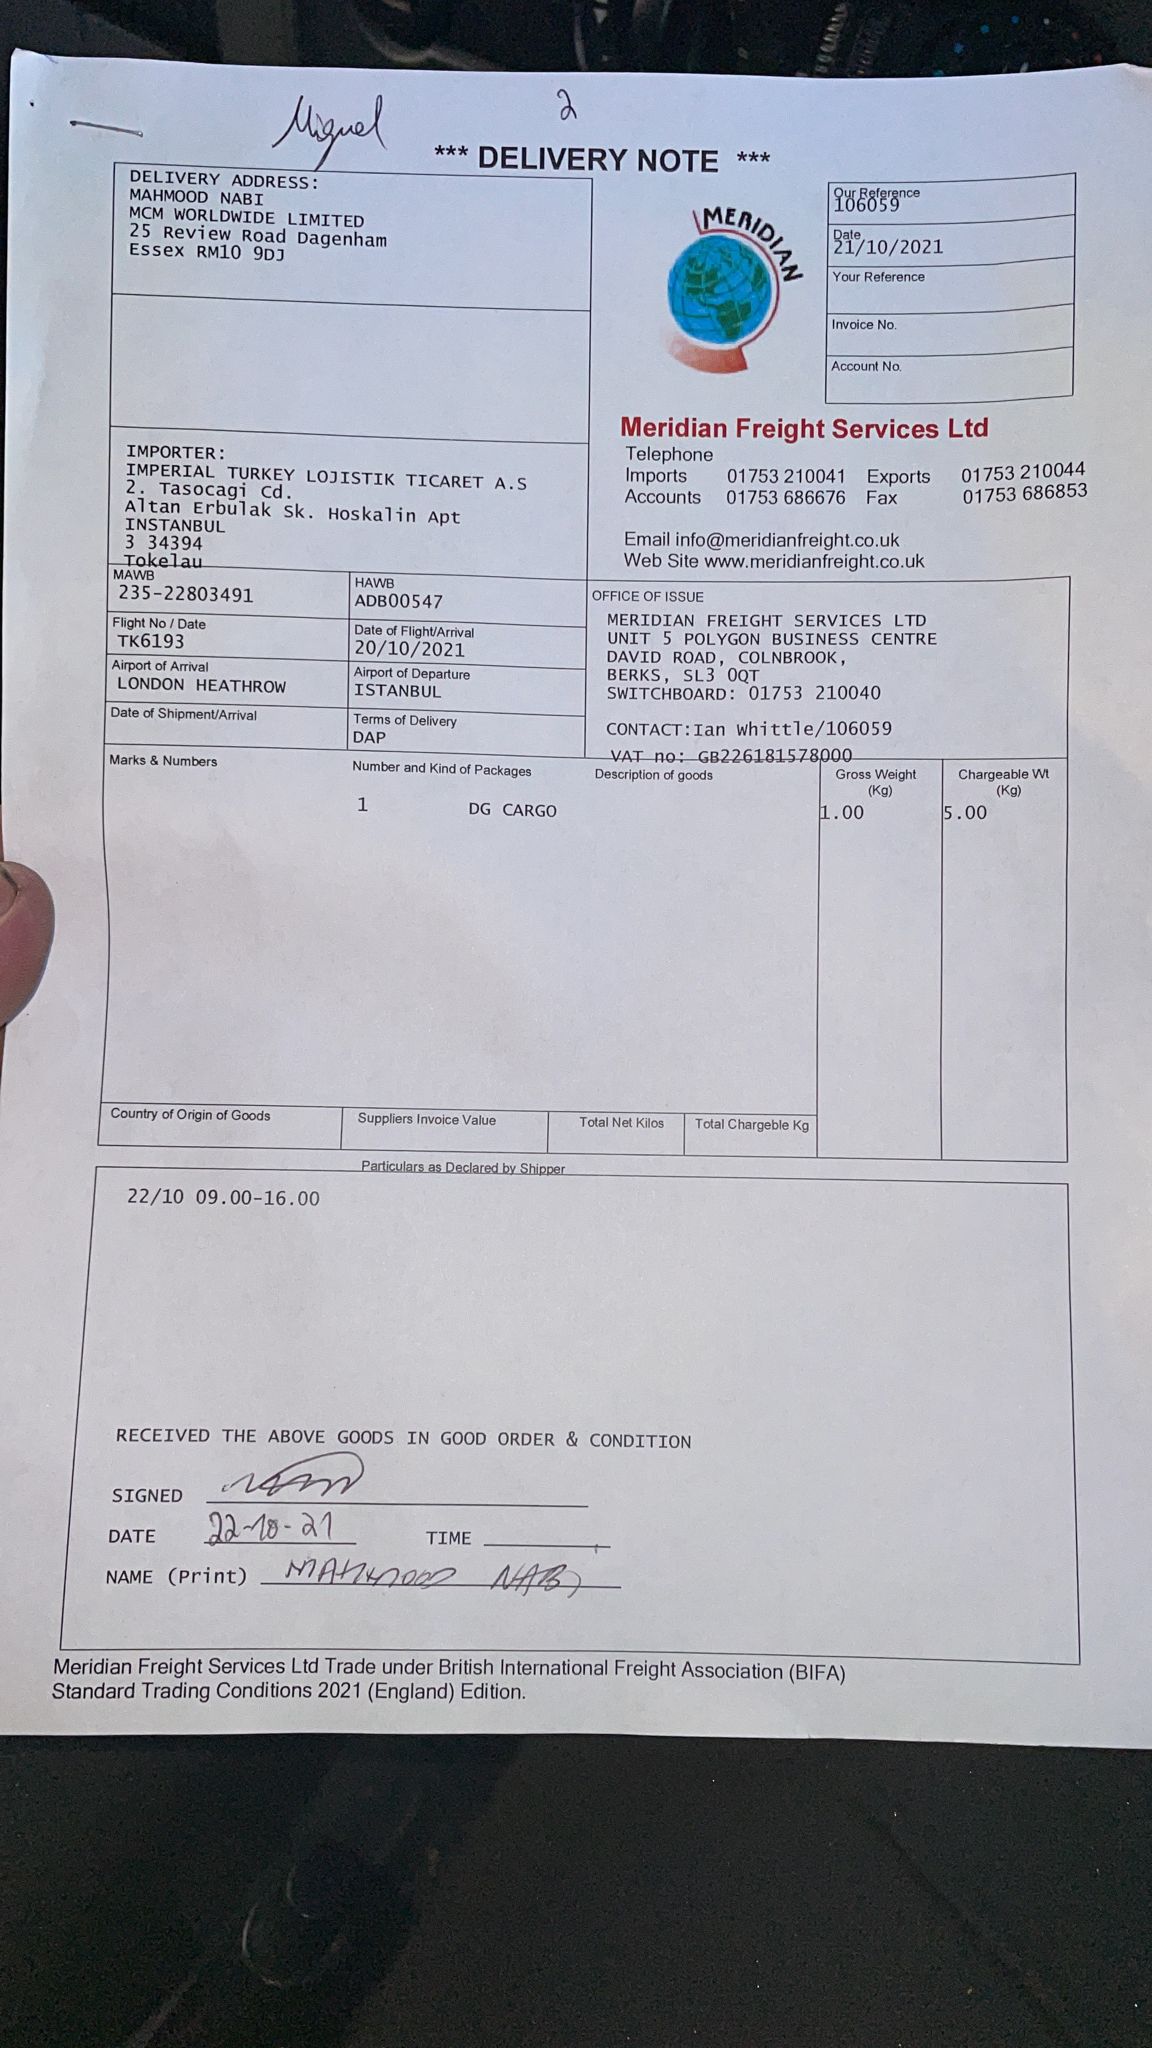 Miguel
2
*** DELIVERY NOTE ***
DELIVERY ADDRESS:
MAHMOOD NABI
MCM WORLDWIDE LIMITED
25 Review Road Dagenham
Essex RM10 9DJ
MERIDIAN
Our Reference
106059
Date
21/10/2021
Your Reference
Invoice No.
Account No.
Meridian Freight Services Ltd
Telephone
Imports 01753 210041 Exports 01753 210044
Accounts 01753 686676 Fax 01753 686853
Email info@meridianfreight.co.uk
Web Site www.meridianfreight.co.uk
IMPORTER:
IMPERIAL TURKEY LOJISTIK TICARET A.S
2. Tasocagi Cd.
Altan Erbulak Sk. Hoskalin Apt
INSTANBUL
3 34394
Tokelau
MAWB
235-22803491
HAWB
ADB00547
Flight No / Date
TK6193
Date of Flight/Arrival
20/10/2021
Airport of Arrival
LONDON HEATHROW
Airport of Departure
ISTANBUL
Date of Shipment/Arrival
Terms of Delivery
DAP
OFFICE OF ISSUE
MERIDIAN FREIGHT SERVICES LTD
UNIT 5 POLYGON BUSINESS CENTRE
DAVID ROAD, COLNBROOK,
BERKS, SL3 0QT
SWITCHBOARD: 01753 210040
CONTACT:Ian Whittle/106059
VAT no: GB226181578000
Marks & Numbers
Number and Kind of Packages
Description of goods
Gross Weight
(Kg)
Chargeable Wt
(Kg)
1 DG CARGO 1.00 5.00
Country of Origin of Goods
Suppliers Invoice Value
Total Net Kilos
Total Chargeble Kg
Particulars as Declared by Shipper
22/10 09.00-16.00
RECEIVED THE ABOVE GOODS IN GOOD ORDER & CONDITION
SIGNED
DATE 22-10-21 TIME
NAME (Print) MAHMOOD NABI
Meridian Freight Services Ltd Trade under British International Freight Association (BIFA)
Standard Trading Conditions 2021 (England) Edition.